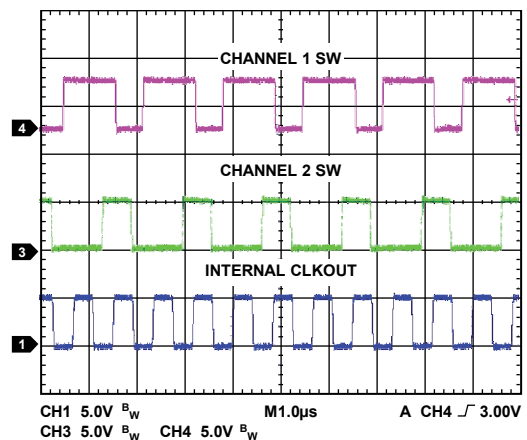 CHANNEL 1 SW
4
CHANNEL 2 SW
3
INTERNAL CLKOUT
1
CH1 5.0V BW M1.0µs A CH4 3.00V
CH3 5.0V BW CH4 5.0V BW